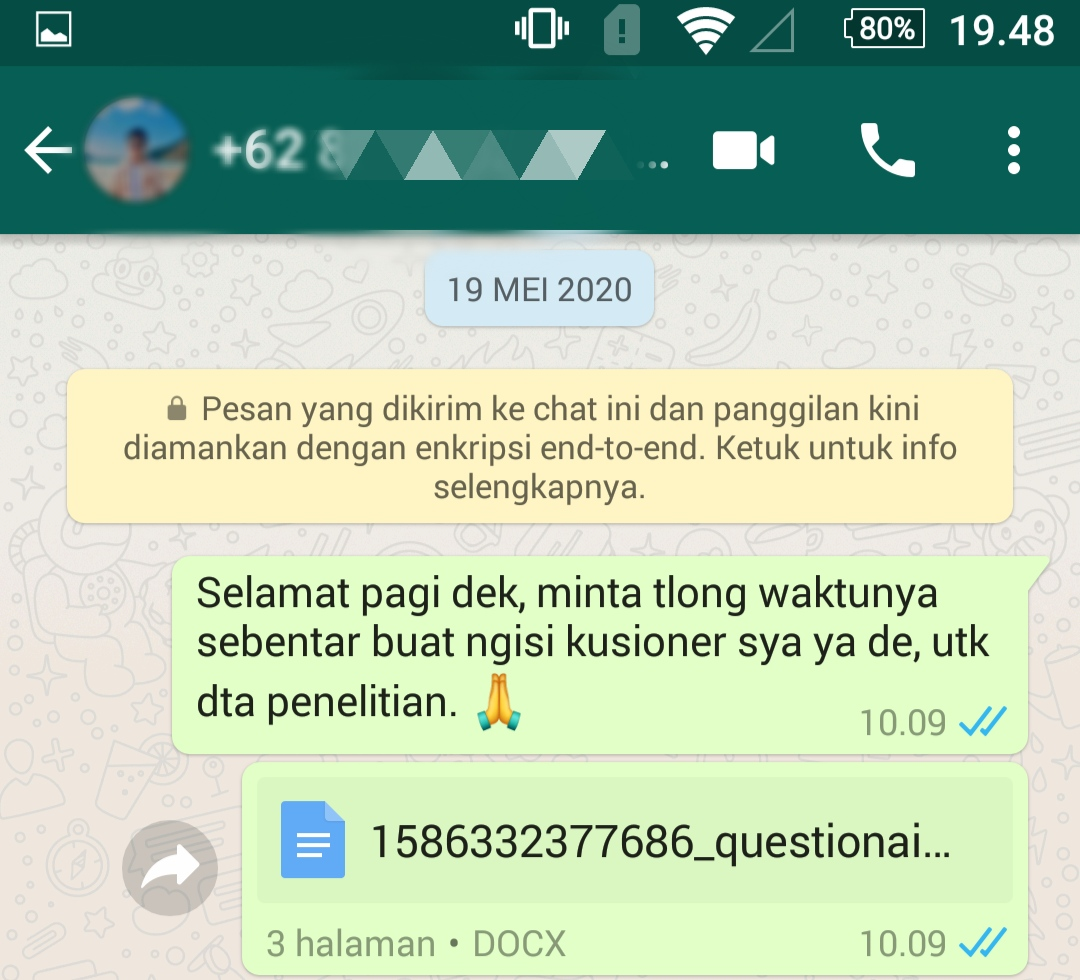 80% 19.48
+62 8
19 MEI 2020
Pesan yang dikirim ke chat ini dan panggilan kini
diamankan dengan enkripsi end-to-end. Ketuk untuk info
selengkapnya.
Selamat pagi dek, minta tlong waktunya
sebentar buat ngisi kusioner sya ya de, utk
dta penelitian. 🙏
10.09
1586332377686_questionai...
3 halaman • DOCX 10.09